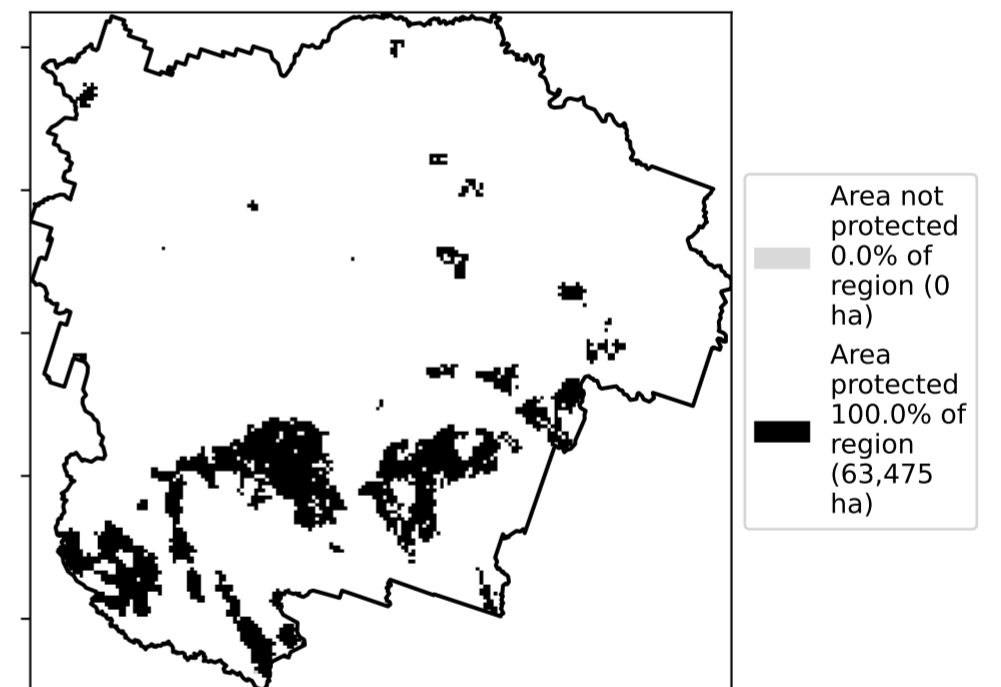 Area not
protected
0.0% of
region (0
ha)
Area
protected
100.0% of
region
(63,475
ha)